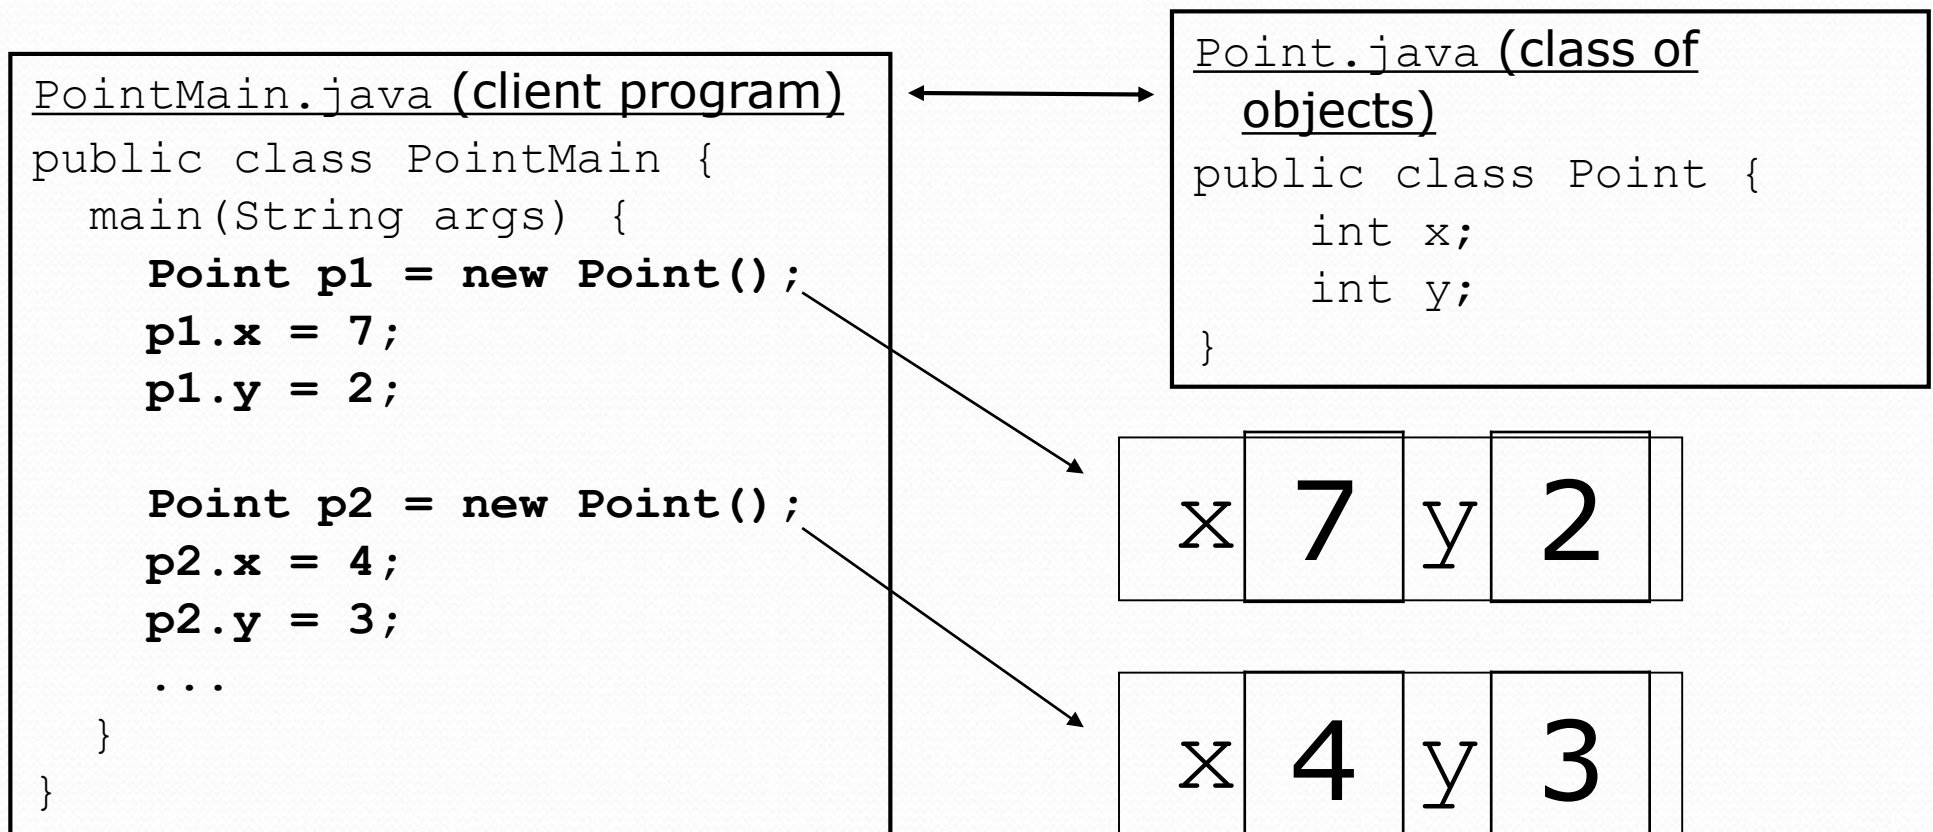 PointMain.java (client program)
public class PointMain {
main(String args) {
Point p1 = new Point();
p1.x = 7;
p1.y = 2;
Point p2 = new Point();
p2.x = 4;
p2.y = 3;
...
}
}
Point.java (class of
objects)
public class Point {
int x;
int y;
}
x 7 y 2
x 4 y 3